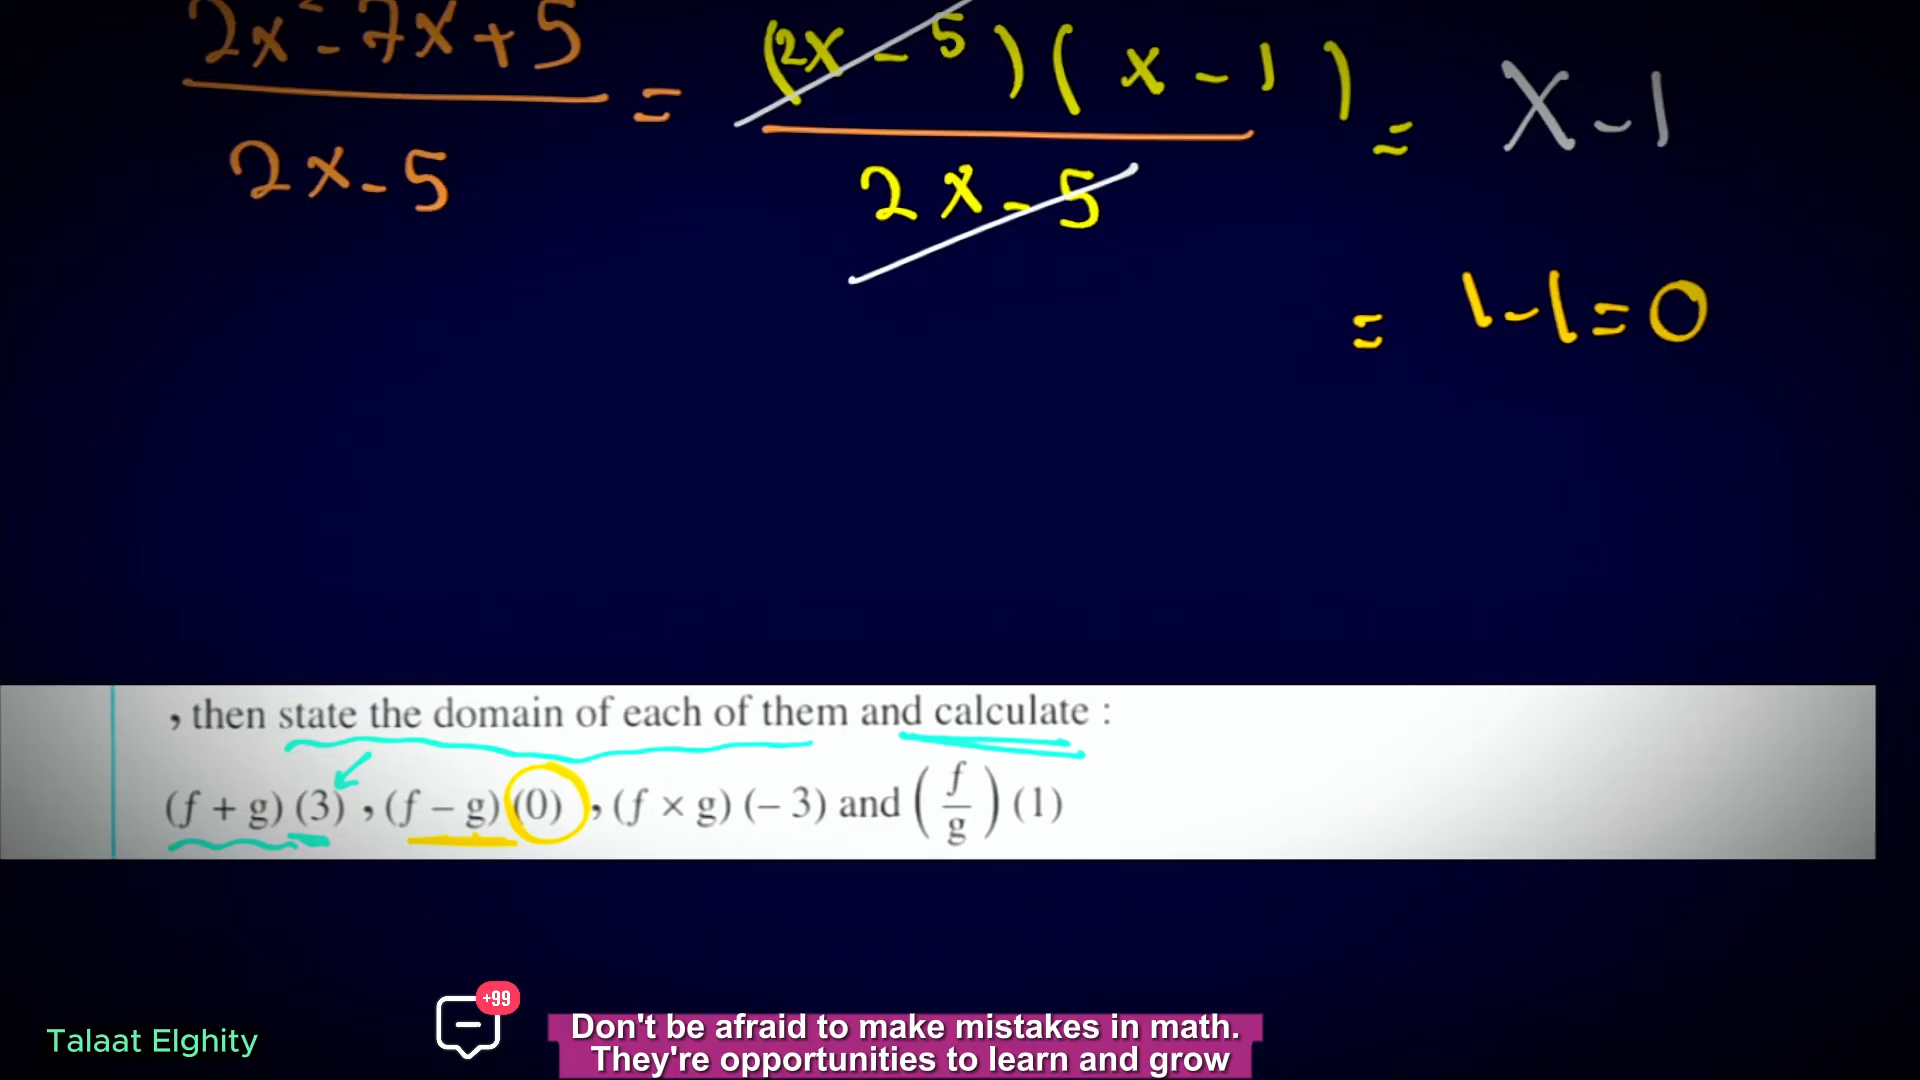 2x² - 7x + 5 / 2x - 5 = (2x - 5)(x - 1) / 2x - 5 = x - 1
= 1 - 1 = 0
, then state the domain of each of them and calculate :
(f + g) (3) , (f – g) (0) , (f × g) (– 3) and (f/g) (1)
+99
Talaat Elghity
Don't be afraid to make mistakes in math.
They're opportunities to learn and grow